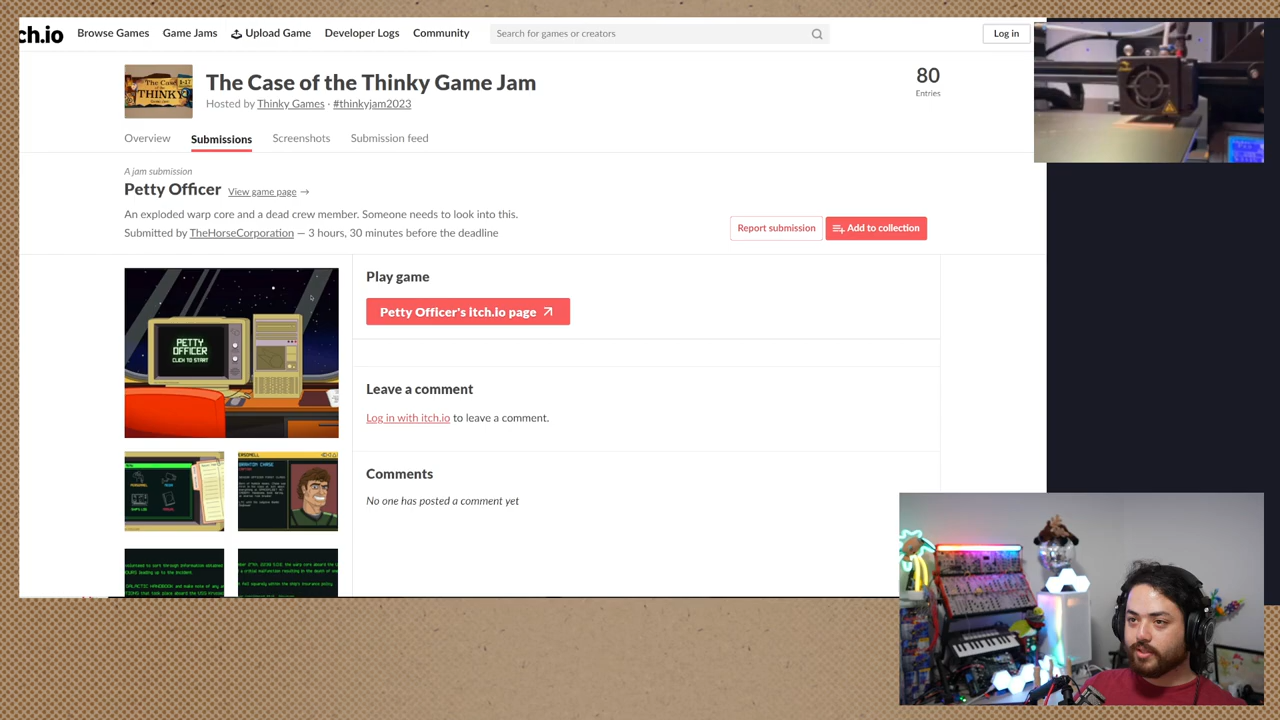 ch.io
Browse Games
Game Jams
Upload Game
Developer Logs
Community
Search for games or creators
Log in
The Case of the Thinky Game Jam
Hosted by Thinky Games · #thinkyjam2023
80
Entries
Overview
Submissions
Screenshots
Submission feed
A jam submission
Petty Officer View game page →
An exploded warp core and a dead crew member. Someone needs to look into this.
Submitted by TheHorseCorporation — 3 hours, 30 minutes before the deadline
Report submission
Add to collection
PETTY
OFFICER
CLICK TO START
Play game
Petty Officer's itch.io page
Leave a comment
Log in with itch.io to leave a comment.
Comments
No one has posted a comment yet